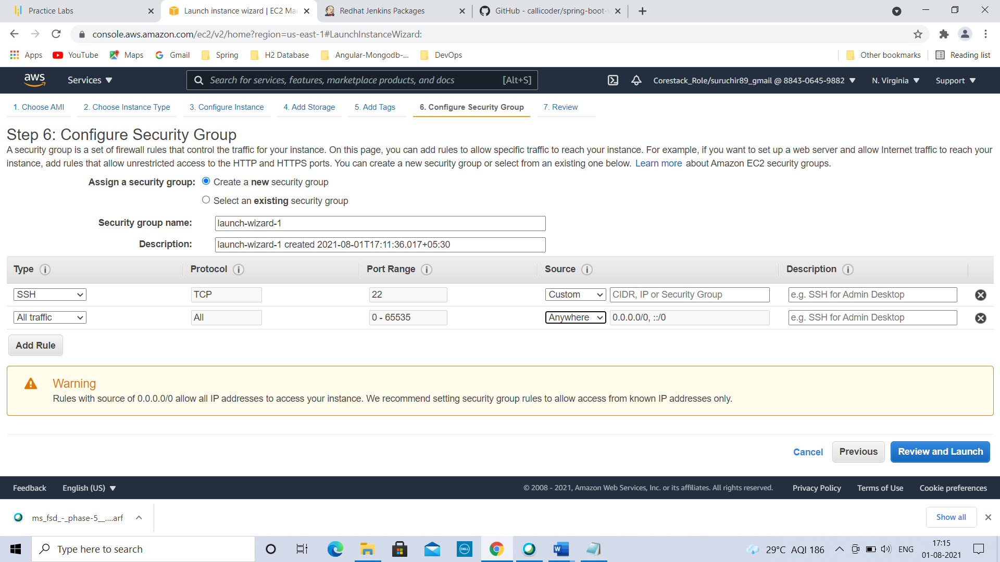 Practice Labs
Launch instance wizard | EC2 Ma
Redhat Jenkins Packages
GitHub - callicoder/spring-boot-
console.aws.amazon.com/ec2/v2/home?region=us-east-1#LaunchInstanceWizard:
Apps
YouTube
Maps
Gmail
Spring
H2 Database
Angular-Mongodb-...
DevOps
Other bookmarks
Reading list
aws
Services
Search for services, features, marketplace products, and docs
[Alt+S]
Corestack_Role/suruchir89_gmail @ 8843-0645-9882
N. Virginia
Support
1. Choose AMI
2. Choose Instance Type
3. Configure Instance
4. Add Storage
5. Add Tags
6. Configure Security Group
7. Review
Step 6: Configure Security Group
A security group is a set of firewall rules that control the traffic for your instance. On this page, you can add rules to allow specific traffic to reach your instance. For example, if you want to set up a web server and allow Internet traffic to reach your
instance, add rules that allow unrestricted access to the HTTP and HTTPS ports. You can create a new security group or select from an existing one below. Learn more about Amazon EC2 security groups.
Assign a security group:
Create a new security group
Select an existing security group
Security group name:
launch-wizard-1
Description:
launch-wizard-1 created 2021-08-01T17:11:36.017+05:30
Type
Protocol
Port Range
Source
Description
SSH
TCP
22
Custom
CIDR, IP or Security Group
e.g. SSH for Admin Desktop
All traffic
All
0 - 65535
Anywhere
0.0.0.0/0, ::/0
e.g. SSH for Admin Desktop
Add Rule
Warning
Rules with source of 0.0.0.0/0 allow all IP addresses to access your instance. We recommend setting security group rules to allow access from known IP addresses only.
Cancel
Previous
Review and Launch
Feedback
English (US)
© 2008 - 2021, Amazon Web Services, Inc. or its affiliates. All rights reserved.
Privacy Policy
Terms of Use
Cookie preferences
ms_fsd_-_phase-5__....arf
Show all
Type here to search
DELL
W
29°C AQI 186
ENG
17:15
01-08-2021